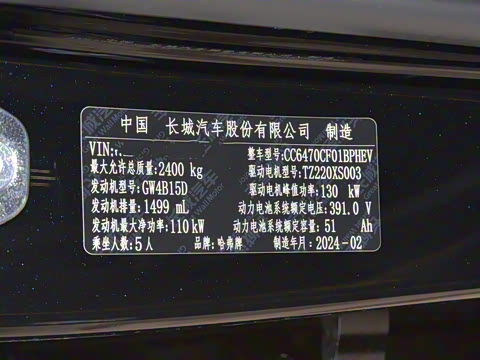 中国 长城汽车股份有限公司 制造
VIN: 整车型号:CC6470CF01BPHEV
最大允许总质量:2400 kg 驱动电机型号:TZ220XS003
发动机型号:GW4B15D 驱动电机峰值功率:130 kW
发动机排量:1499 mL 动力电池系统额定电压:391.0 V
发动机最大净功率:110 kW 动力电池系统额定容量:51 Ah
乘坐人数:5人 品牌:哈弗牌 制造年月:2024-02